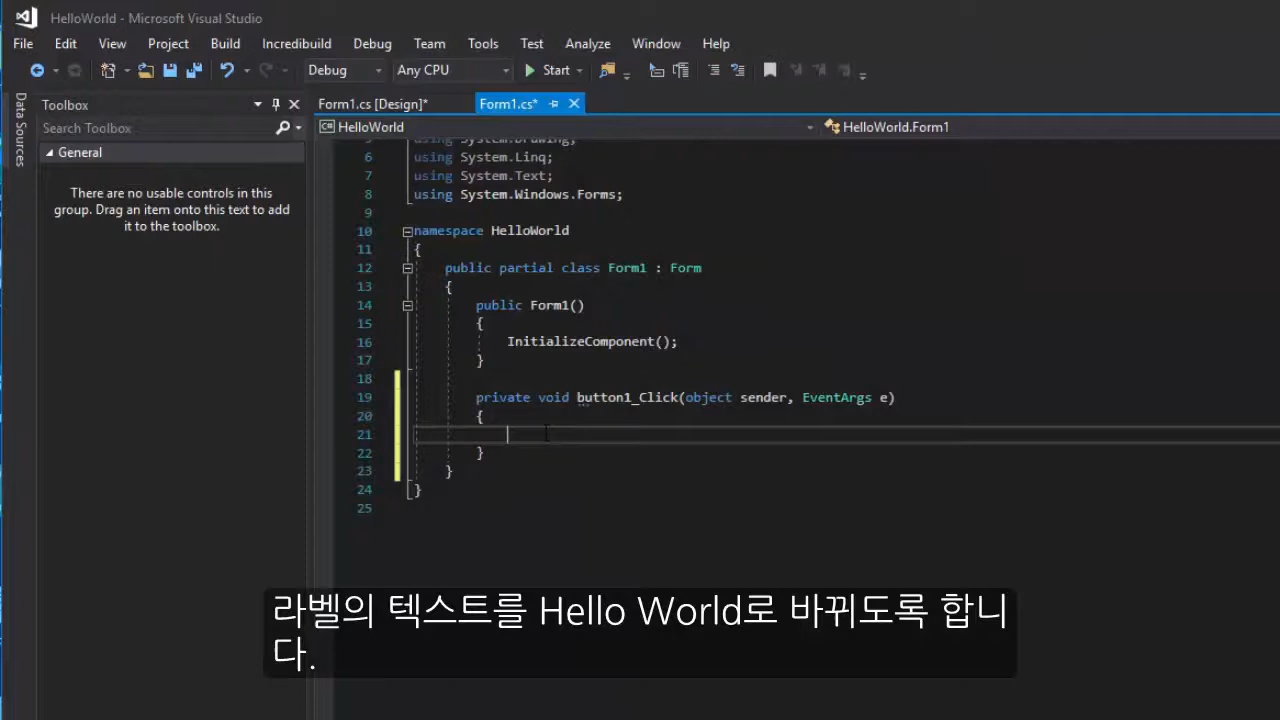 HelloWorld - Microsoft Visual Studio
File Edit View Project Build Incredibuild Debug Team Tools Test Analyze Window Help
Debug Any CPU Start
Data Sources
Toolbox
Search Toolbox
General
There are no usable controls in this
group. Drag an item onto this text to add
it to the toolbox.
Form1.cs [Design]* Form1.cs*
HelloWorld HelloWorld.Form1
5 using System.Drawing;
6 using System.Linq;
7 using System.Text;
8 using System.Windows.Forms;
9
10 namespace HelloWorld
11 {
12 public partial class Form1 : Form
13 {
14 public Form1()
15 {
16 InitializeComponent();
17 }
18
19 private void button1_Click(object sender, EventArgs e)
20 {
21
22 }
23 }
24 }
25
라벨의 텍스트를 Hello World로 바뀌도록 합니
다.